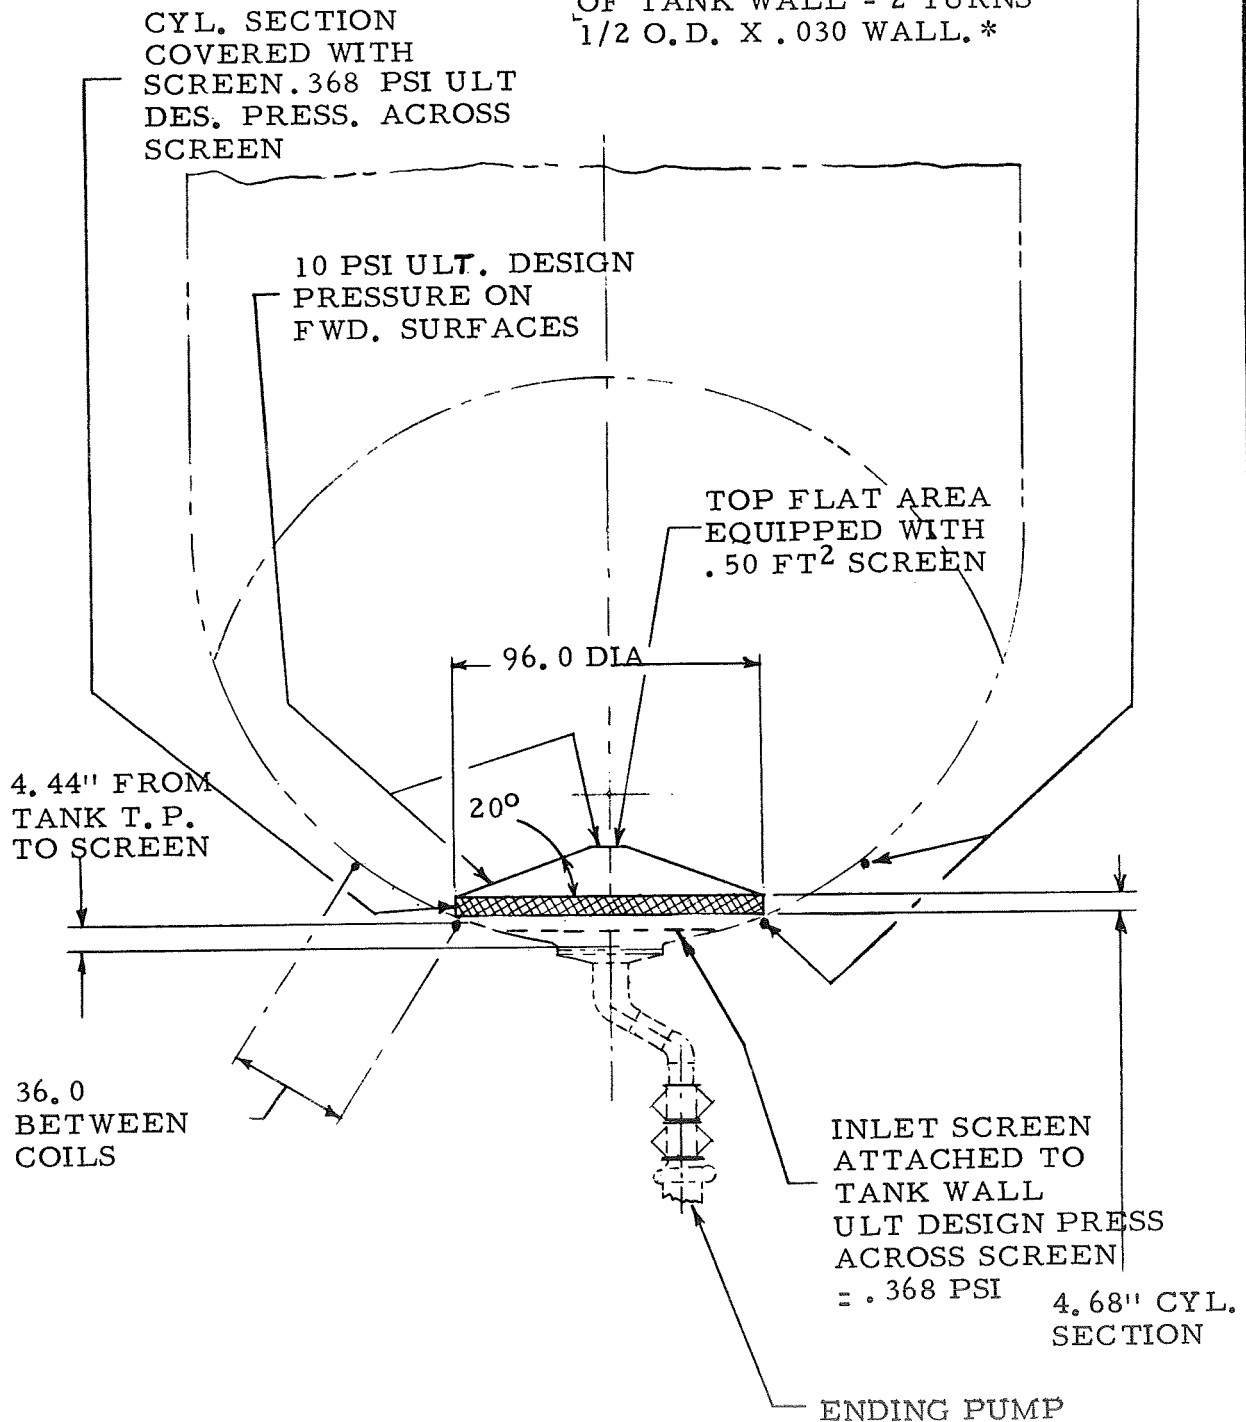 CYL. SECTION
COVERED WITH
SCREEN. 368 PSI ULT
DES. PRESS. ACROSS
SCREEN
OF TANK WALL - 2 TURNS
1/2 O.D. X .030 WALL. *
10 PSI ULT. DESIGN
PRESSURE ON
FWD. SURFACES
TOP FLAT AREA
EQUIPPED WITH
.50 FT² SCREEN
96.0 DIA
4.44" FROM
TANK T.P.
TO SCREEN
20°
36.0
BETWEEN
COILS
INLET SCREEN
ATTACHED TO
TANK WALL
ULT DESIGN PRESS
ACROSS SCREEN
= .368 PSI
4.68" CYL.
SECTION
ENDING PUMP